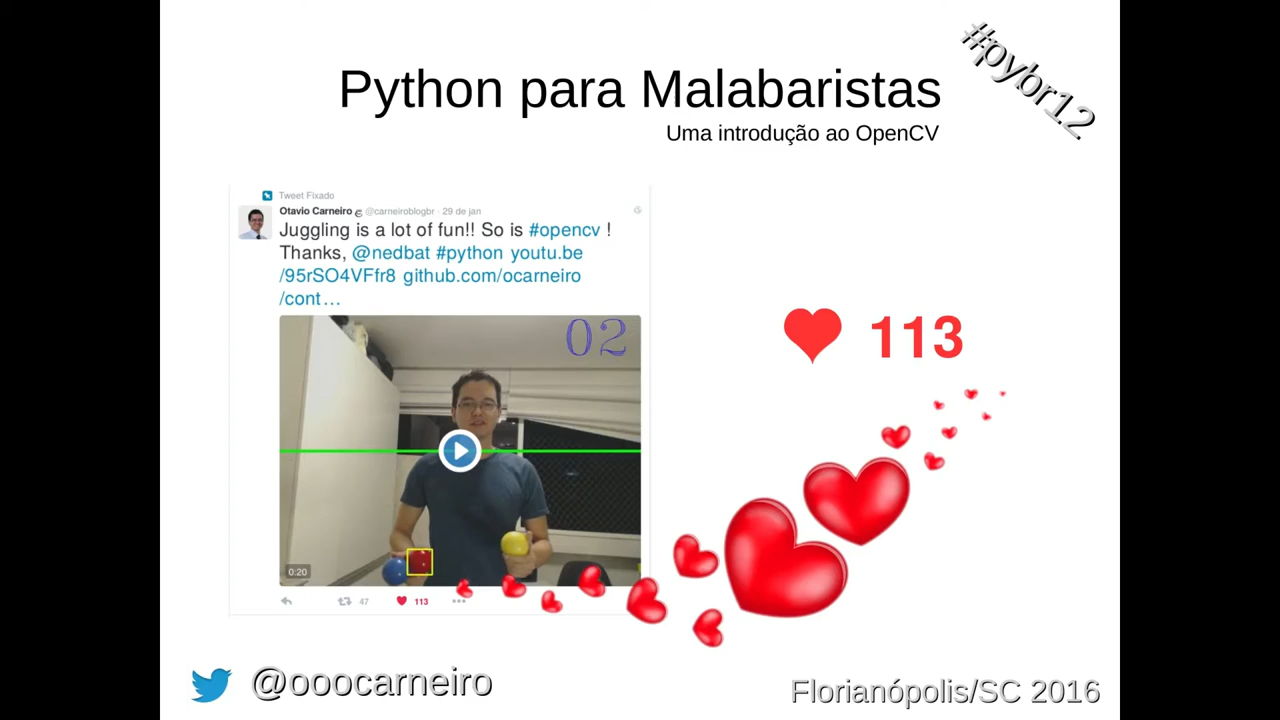 #pybr12
Python para Malabaristas
Uma introdução ao OpenCV
Tweet Fixado
Otavio Carneiro @carneiroblogbr · 29 de jan
Juggling is a lot of fun!! So is #opencv !
Thanks, @nedbat #python youtu.be
/95rSO4VFfr8 github.com/ocarneiro
/cont…
02
113
0:20
47 113
@ooocarneiro
Florianópolis/SC 2016